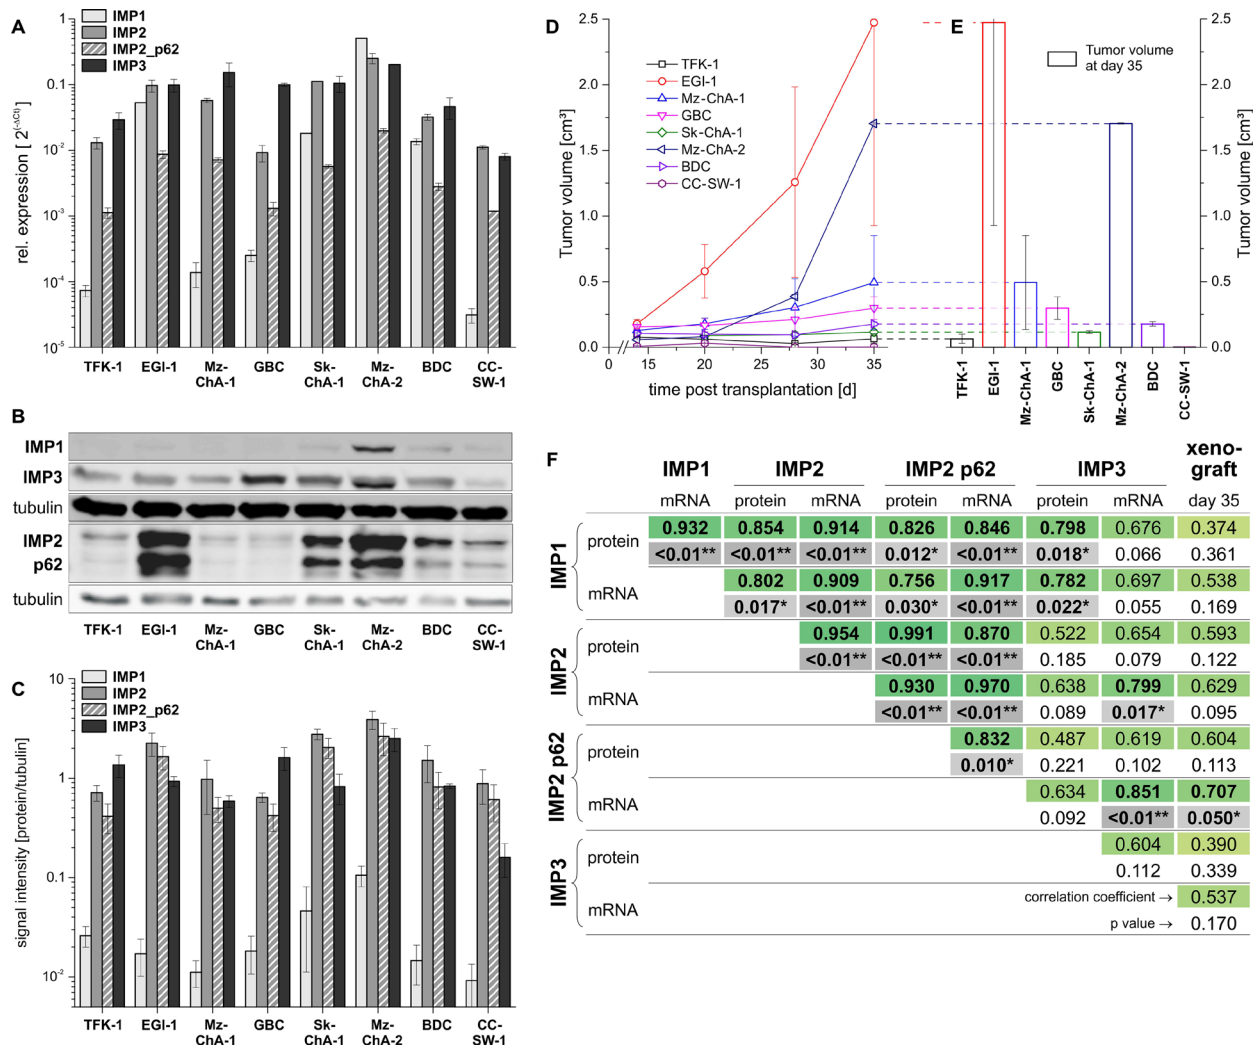 A
IMP1
IMP2
IMP2_p62
IMP3
rel. expression [ 2^(-ΔCt)]
1
0.1
10^-2
10^-3
10^-4
10^-5
TFK-1 EGI-1 Mz-ChA-1 GBC Sk-ChA-1 Mz-ChA-2 BDC CC-SW-1
B
IMP1
IMP3
tubulin
IMP2
p62
tubulin
TFK-1 EGI-1 Mz-ChA-1 GBC Sk-ChA-1 Mz-ChA-2 BDC CC-SW-1
C
IMP1
IMP2
IMP2_p62
IMP3
signal intensity [protein/tubulin]
10
1
0.1
10^-2
TFK-1 EGI-1 Mz-ChA-1 GBC Sk-ChA-1 Mz-ChA-2 BDC CC-SW-1
D
Tumor volume [cm³]
2.5
2.0
1.5
1.0
0.5
0.0
TFK-1
EGI-1
Mz-ChA-1
GBC
Sk-ChA-1
Mz-ChA-2
BDC
CC-SW-1
0 15 20 25 30 35
time post transplantation [d]
E
Tumor volume
at day 35
Tumor volume [cm³]
2.5
2.0
1.5
1.0
0.5
0.0
TFK-1 EGI-1 Mz-ChA-1 GBC Sk-ChA-1 Mz-ChA-2 BDC CC-SW-1
F
IMP1 IMP2 IMP2 p62 IMP3 xeno-graft
mRNA protein mRNA protein mRNA protein mRNA day 35
IMP1
protein 0.932 0.854 0.914 0.826 0.846 0.798 0.676 0.374
<0.01** <0.01** <0.01** 0.012* <0.01** 0.018* 0.066 0.361
mRNA 0.802 0.909 0.756 0.917 0.782 0.697 0.538
0.017* <0.01** 0.030* <0.01** 0.022* 0.055 0.169
IMP2
protein 0.954 0.991 0.870 0.522 0.654 0.593
<0.01** <0.01** <0.01** 0.185 0.079 0.122
mRNA 0.930 0.970 0.638 0.799 0.629
<0.01** <0.01** 0.089 0.017* 0.095
IMP2 p62
protein 0.832 0.487 0.619 0.604
0.010* 0.221 0.102 0.113
mRNA 0.634 0.851 0.707
0.092 <0.01** 0.050*
IMP3
protein 0.604 0.390
0.112 0.339
mRNA correlation coefficient → 0.537
p value → 0.170